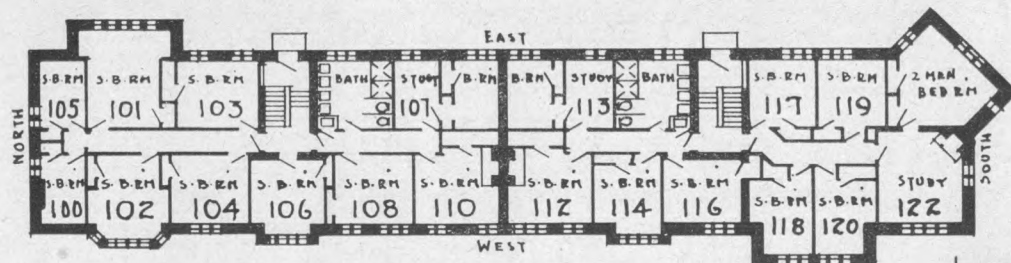 EAST
S.B.RM
105
S.B.RM
101
S.B.RM
103
BATH
STUDY
107
B.RM
B.RM
STUDY
113
BATH
S.B.RM
117
S.B.RM
119
2 MAN
BED RM
NORTH
SOUTH
S.B.RM
100
S.B.RM
102
S.B.RM
104
S.B.RM
106
S.B.RM
108
S.B.RM
110
S.B.RM
112
S.B.RM
114
S.B.RM
116
S.B.RM
118
S.B.RM
120
STUDY
122
WEST